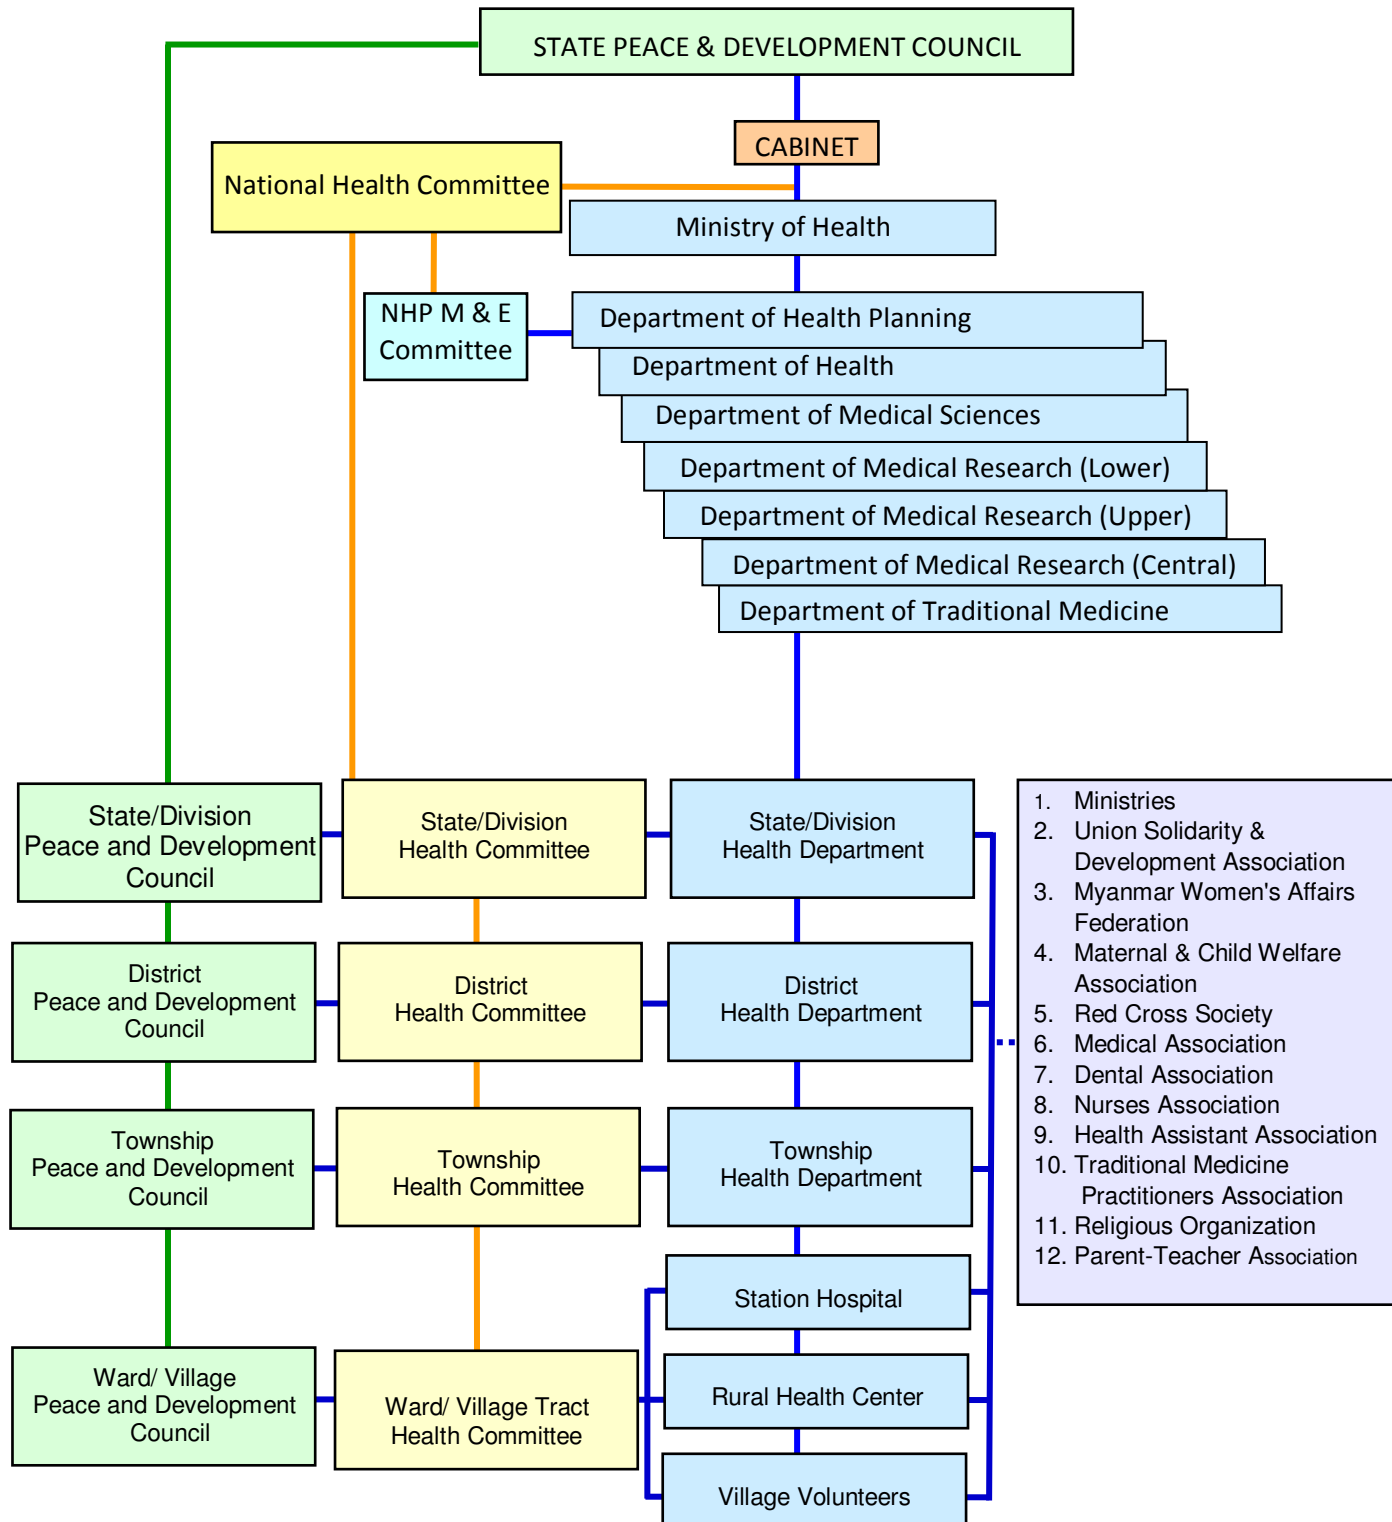 STATE PEACE & DEVELOPMENT COUNCIL
CABINET
National Health Committee
Ministry of Health
NHP M & E
Committee
Department of Health Planning
Department of Health
Department of Medical Sciences
Department of Medical Research (Lower)
Department of Medical Research (Upper)
Department of Medical Research (Central)
Department of Traditional Medicine
State/Division
Peace and Development
Council
State/Division
Health Committee
State/Division
Health Department
1. Ministries
2. Union Solidarity &
Development Association
3. Myanmar Women's Affairs
Federation
4. Maternal & Child Welfare
Association
5. Red Cross Society
6. Medical Association
7. Dental Association
8. Nurses Association
9. Health Assistant Association
10. Traditional Medicine
Practitioners Association
11. Religious Organization
12. Parent-Teacher Association
District
Peace and Development
Council
District
Health Committee
District
Health Department
Township
Peace and Development
Council
Township
Health Committee
Township
Health Department
Station Hospital
Ward/ Village
Peace and Development
Council
Ward/ Village Tract
Health Committee
Rural Health Center
Village Volunteers